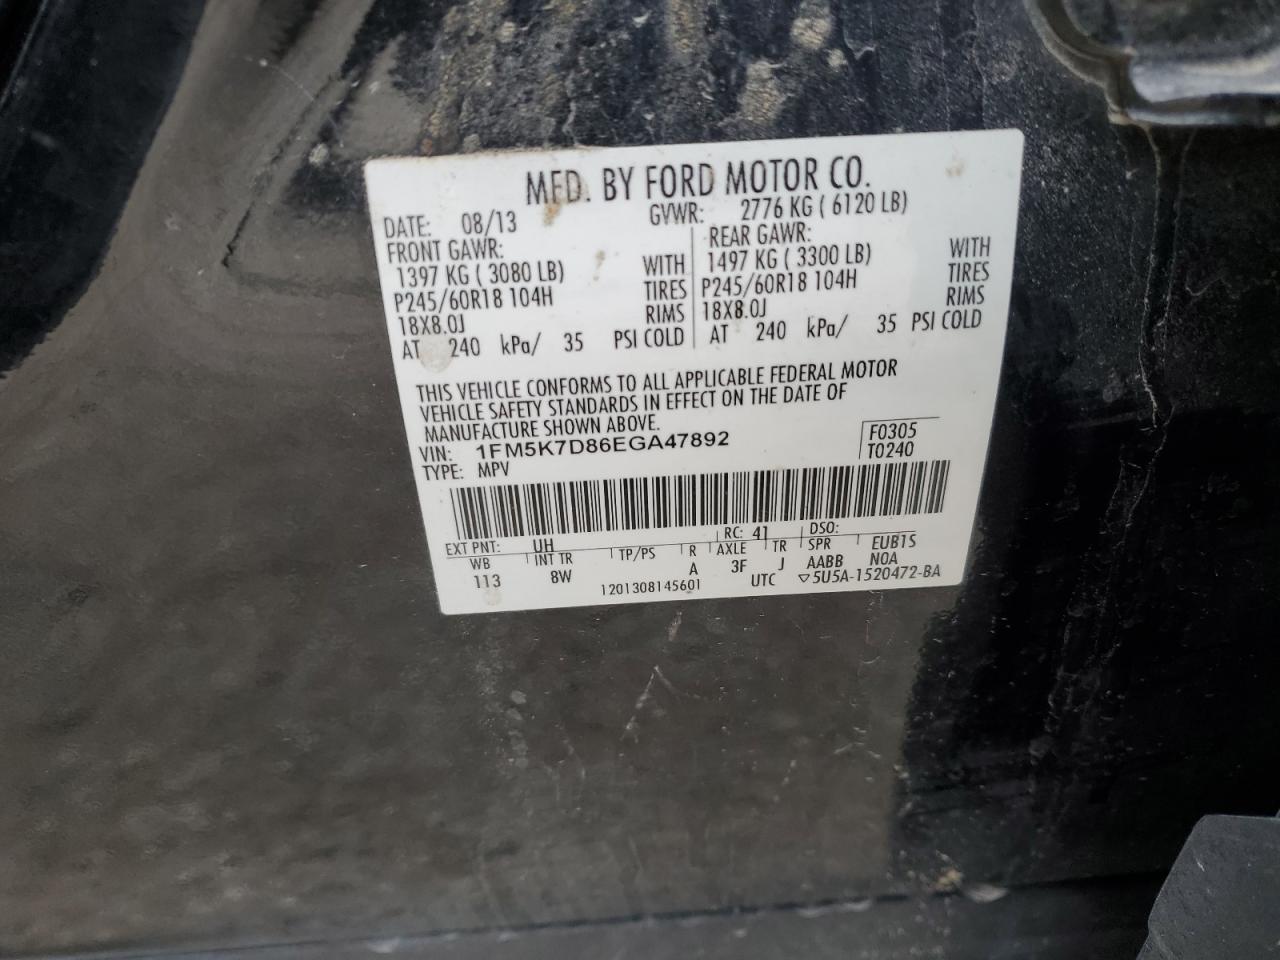 MFD. BY FORD MOTOR CO.
DATE: 08/13 GVWR: 2776 KG ( 6120 LB)
FRONT GAWR:
1397 KG ( 3080 LB) WITH
P245/60R18 104H TIRES
18X8.0J RIMS
AT 240 kPa/ 35 PSI COLD
REAR GAWR:
1497 KG ( 3300 LB) WITH
P245/60R18 104H TIRES
18X8.0J RIMS
AT 240 kPa/ 35 PSI COLD
THIS VEHICLE CONFORMS TO ALL APPLICABLE FEDERAL MOTOR
VEHICLE SAFETY STANDARDS IN EFFECT ON THE DATE OF
MANUFACTURE SHOWN ABOVE.
VIN: 1FM5K7D86EGA47892
TYPE: MPV
F0305
T0240
EXT PNT: UH RC: 41 DSO:
WB INT TR TP/PS R AXLE TR SPR EUB1S
113 8W A 3F J AABB N0A
1201308145601 UTC ▽5U5A-1520472-BA